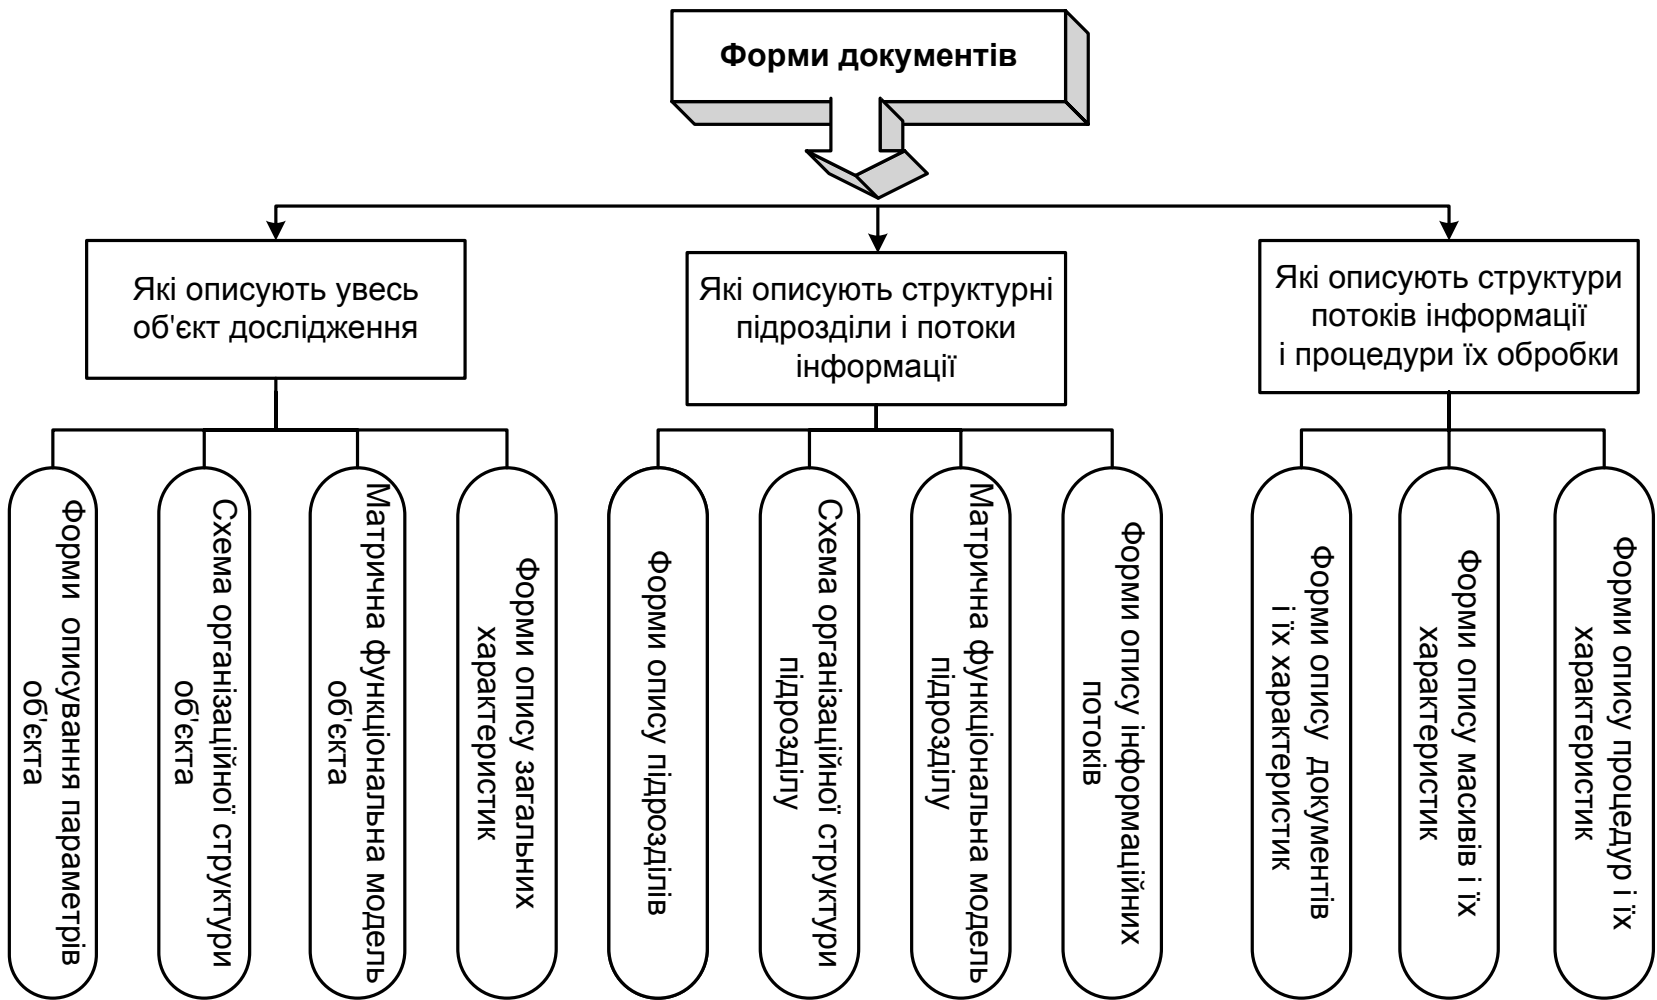 Форми документів
Які описують увесь
об'єкт дослідження
Які описують структурні
підрозділи і потоки
інформації
Які описують структури
потоків інформації
і процедури їх обробки
Форми описування параметрів
об'єкта
Схема організаційної структури
об'єкта
Матрична функціональна модель
об'єкта
Форми опису загальних
характеристик
Форми опису підрозділів
Схема організаційної структури
підрозділу
Матрична функціональна модель
підрозділу
Форми опису інформаційних
потоків
Форми опису документів
і їх характеристик
Форми опису масивів і їх
характеристик
Форми опису процедур і їх
характеристик